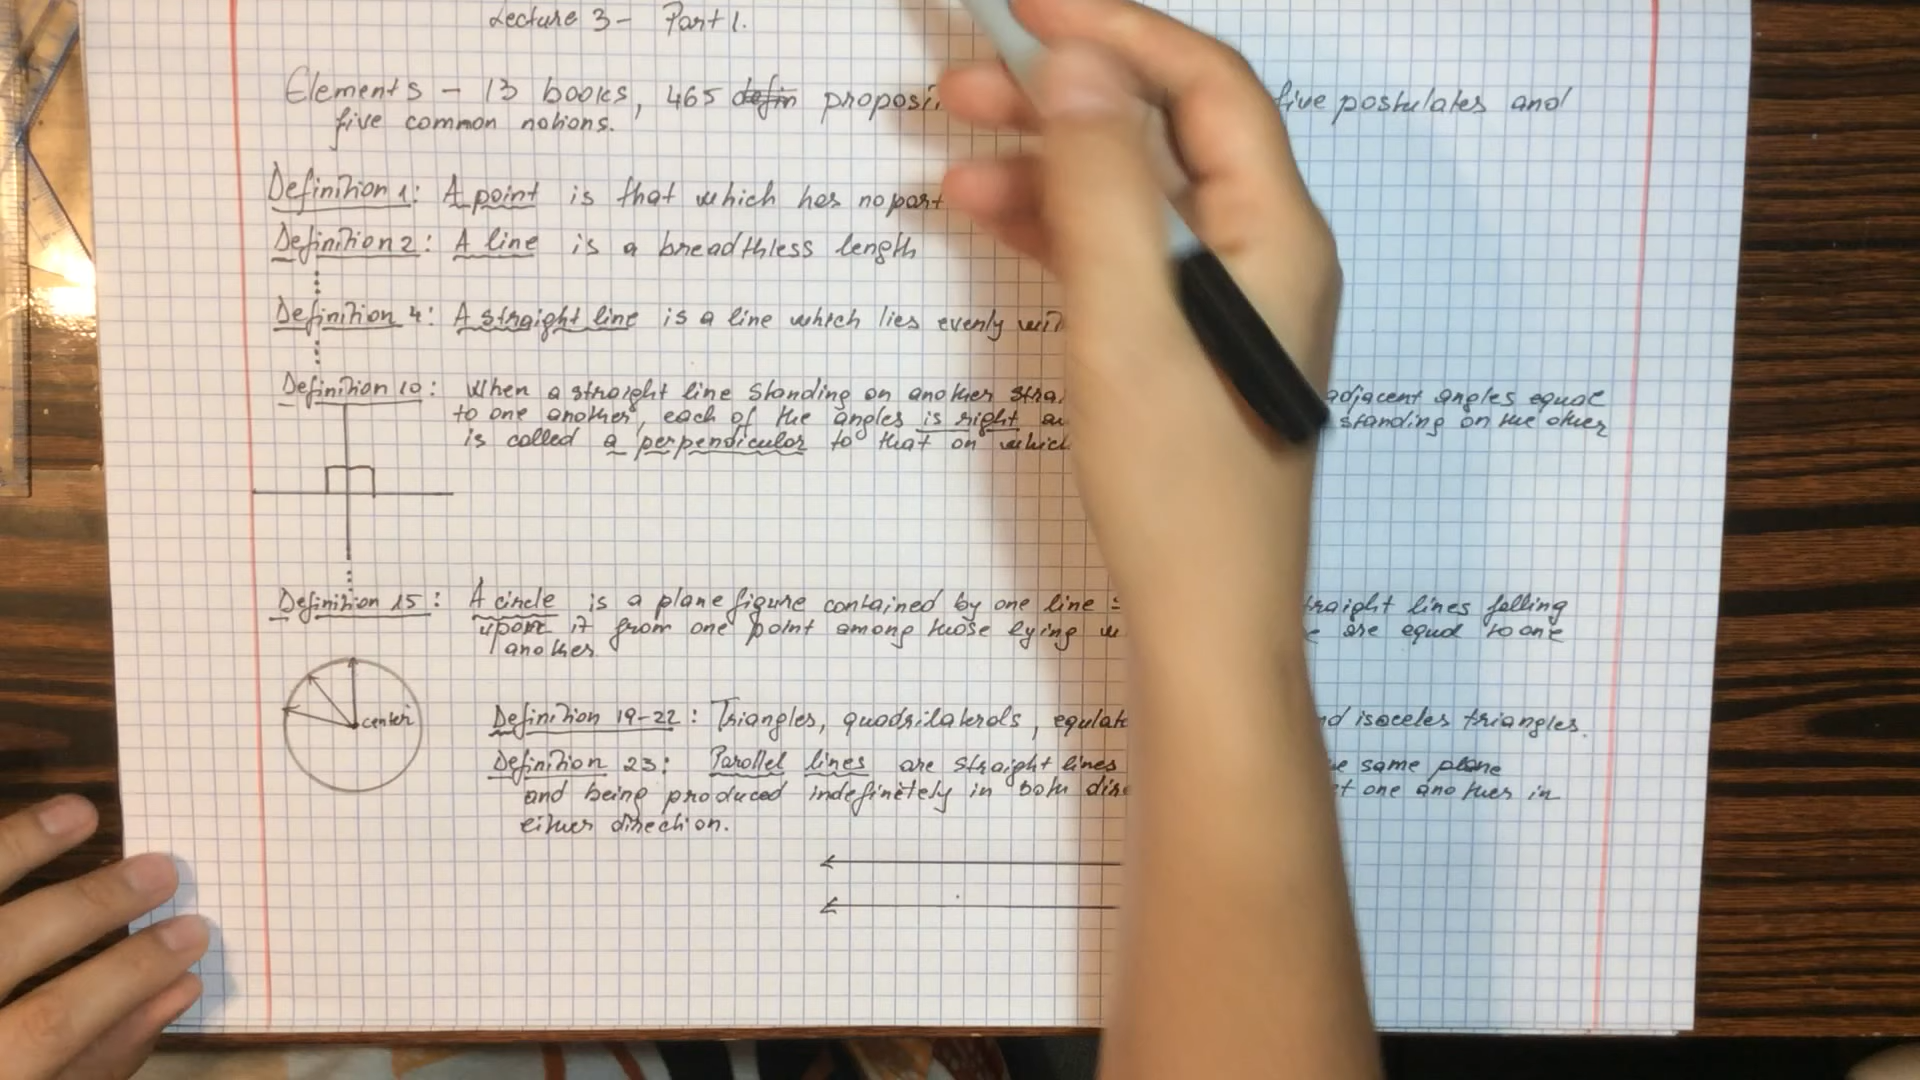 Lecture 3 - Part 1.
Elements - 13 books, 465 defin five postulates and
five common notions.
Definition 1: A point is that which has no part
Definition 2: A line is a breadthless length
Definition 4: A straight line is a line which lies evenly
Definition 10: When a straight line standing on another adjacent angles equal
to one another, each of the angles is right standing on the other
is called a perpendicular to that on which
Definition 15: A circle is a plane figure contained by one line straight lines falling
upon it from one point among those lying are equal to one
another
center
Definition 19-22: Triangles, quadrilaterals, isoceles triangles.
Definition 23: Parallel lines are straight lines same plane
and being produced indefinitely in both one another in
either direction.